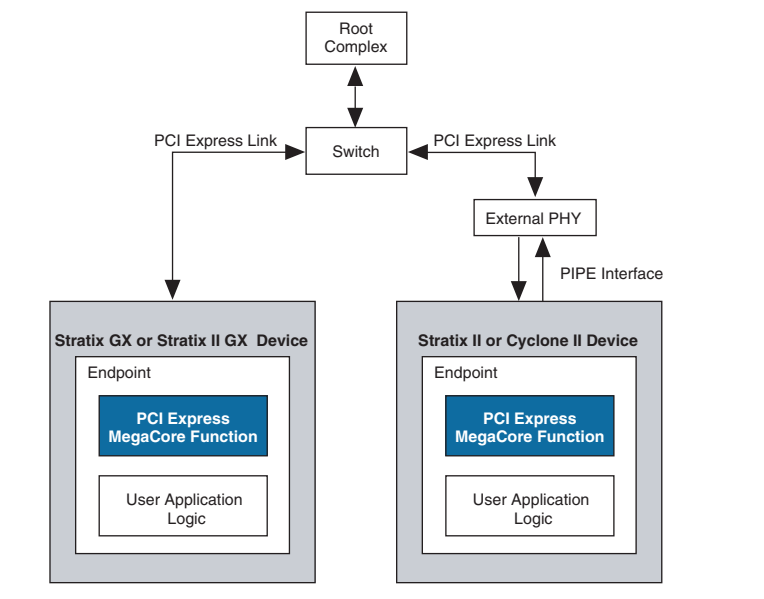 Root
Complex
PCI Express Link
Switch
PCI Express Link
External PHY
PIPE Interface
Stratix GX or Stratix II GX Device
Endpoint
PCI Express
MegaCore Function
User Application
Logic
Stratix II or Cyclone II Device
Endpoint
PCI Express
MegaCore Function
User Application
Logic